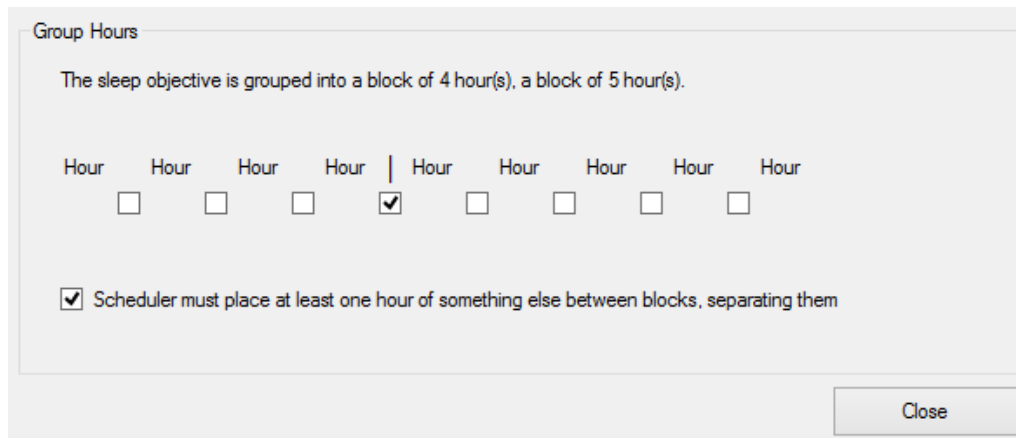 Group Hours
The sleep objective is grouped into a block of 4 hour(s), a block of 5 hour(s).
Hour Hour Hour Hour | Hour Hour Hour Hour Hour
Scheduler must place at least one hour of something else between blocks, separating them
Close